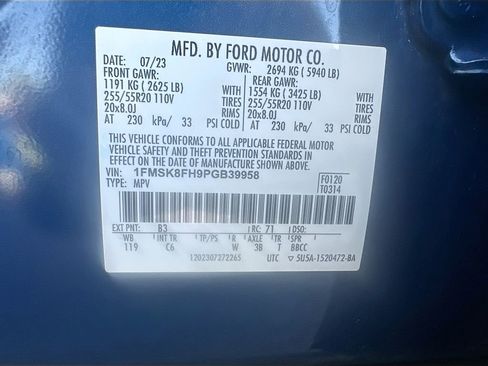 MFD. BY FORD MOTOR CO.
DATE: 07/23 GVWR: 2694 KG ( 5940 LB)
FRONT GAWR: REAR GAWR:
1191 KG ( 2625 LB) WITH 1554 KG ( 3425 LB) WITH
255/55R20 110V TIRES 255/55R20 110V TIRES
20x8.0J RIMS 20x8.0J RIMS
AT 230 kPa/ 33 PSI COLD AT 230 kPa/ 33 PSI COLD
THIS VEHICLE CONFORMS TO ALL APPLICABLE FEDERAL MOTOR
VEHICLE SAFETY AND THEFT PREVENTION STANDARDS IN EFFECT
ON THE DATE OF MANUFACTURE SHOWN ABOVE.
VIN: 1FMSK8FH9PGB39958 F0120
TYPE: MPV T0314
EXT PNT: B3 RC: 71 DSO:
WB INT TR TP/PS R AXLE TR SPR
119 C6 W 3B T BBCC
1202307272265 UTC 5U5A-1520472-BA